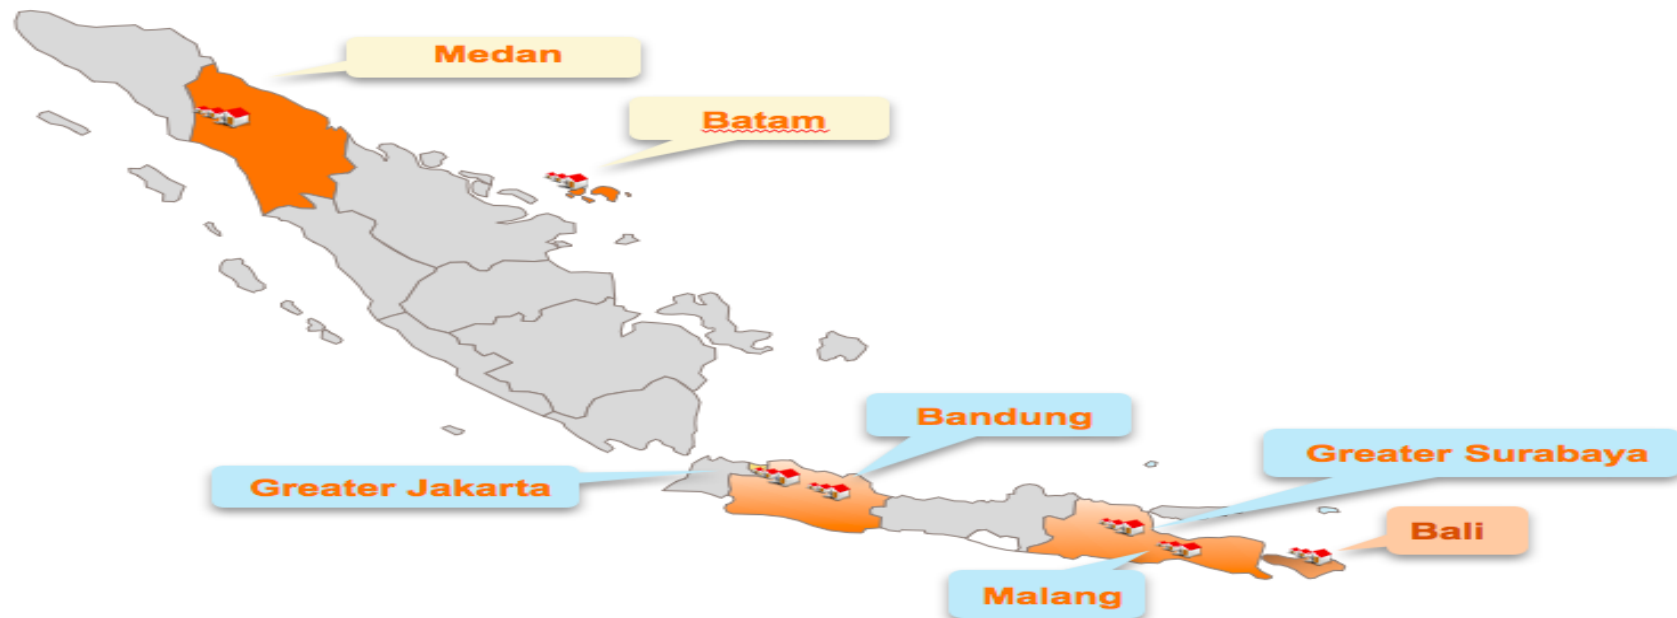 Medan
Batam
Bandung
Greater Surabaya
Greater Jakarta
Bali
Malang